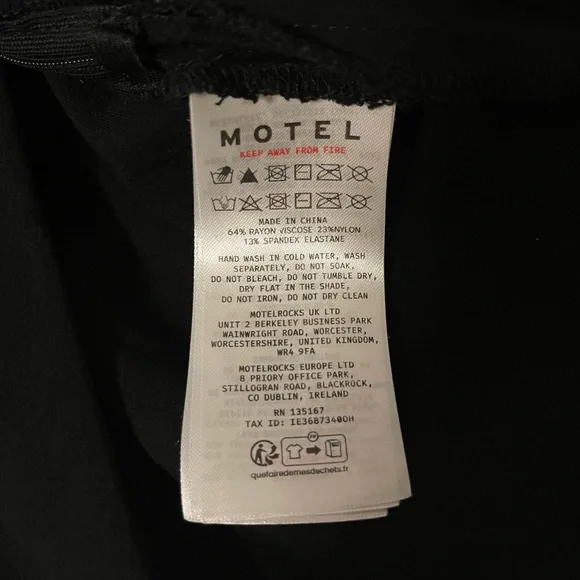 MOTEL
KEEP AWAY FROM FIRE
MADE IN CHINA
64% RAYON VISCOSE 23%NYLON
13% SPANDEX ELASTANE
HAND WASH IN COLD WATER, WASH
SEPARATELY, DO NOT SOAK,
DO NOT BLEACH, DO NOT TUMBLE DRY,
DRY FLAT IN THE SHADE,
DO NOT IRON, DO NOT DRY CLEAN
MOTELROCKS UK LTD
UNIT 2 BERKELEY BUSINESS PARK
WAINWRIGHT ROAD, WORCESTER,
WORCESTERSHIRE, UNITED KINGDOM,
WR4 9FA
MOTELROCKS EUROPE LTD
8 PRIORY OFFICE PARK,
STILLOGRAN ROAD, BLACKROCK,
CO DUBLIN, IRELAND
RN 135167
TAX ID: IE3687340OH
FR
quefairedemesdechets.fr